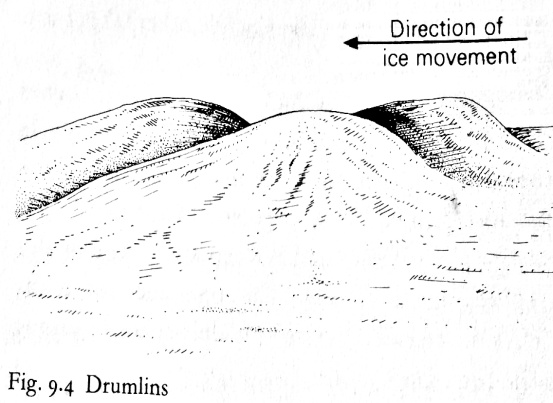 Direction of
ice movement
Fig. 9.4 Drumlins